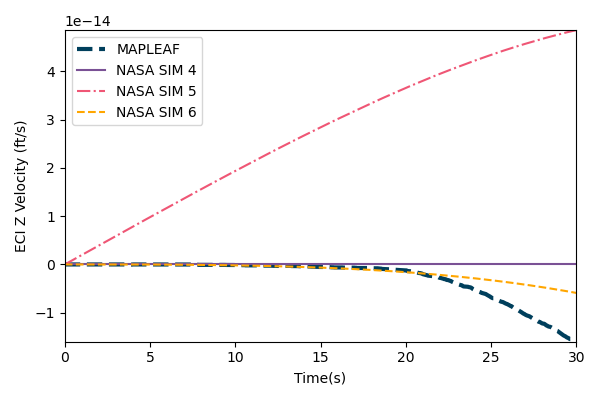 1e−14
MAPLEAF
NASA SIM 4
NASA SIM 5
NASA SIM 6
ECI Z Velocity (ft/s)
4
3
2
1
0
−1
0 5 10 15 20 25 30
Time(s)